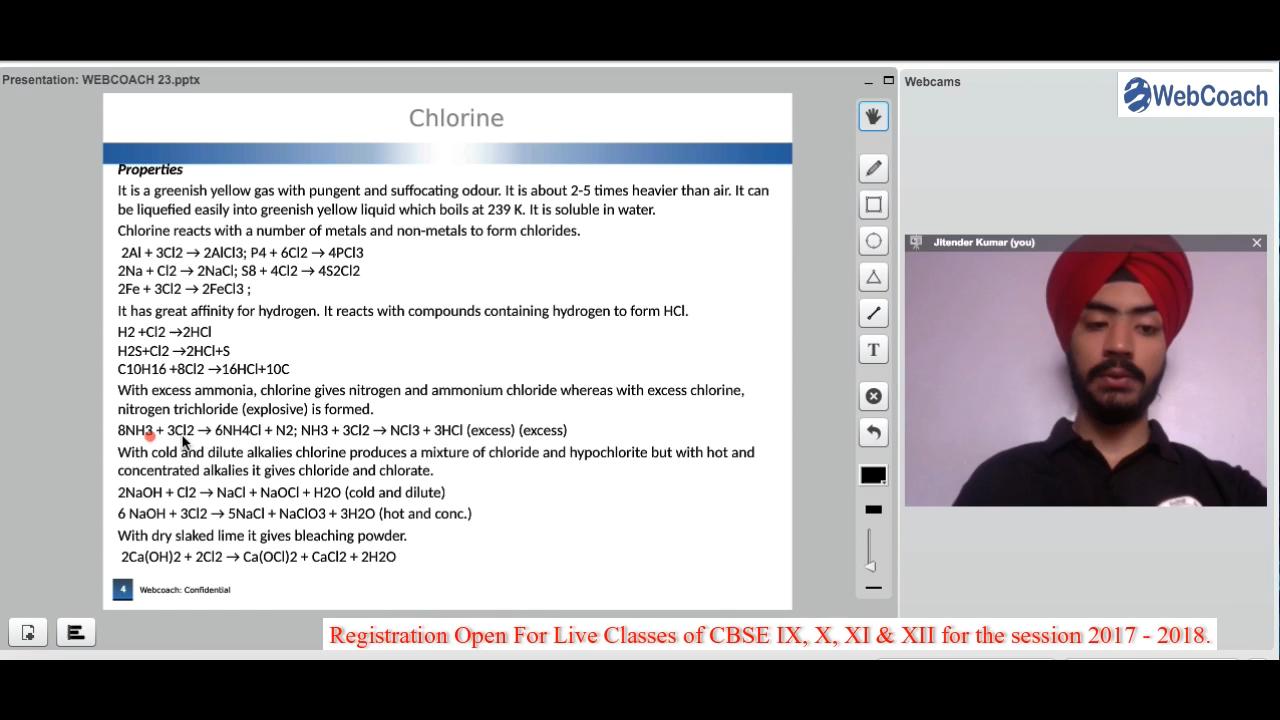 Presentation: WEBCOACH 23.pptx
Webcams
WebCoach
Chlorine
Properties
It is a greenish yellow gas with pungent and suffocating odour. It is about 2-5 times heavier than air. It can
be liquefied easily into greenish yellow liquid which boils at 239 K. It is soluble in water.
Chlorine reacts with a number of metals and non-metals to form chlorides.
2Al + 3Cl2 → 2AlCl3; P4 + 6Cl2 → 4PCl3
2Na + Cl2 → 2NaCl; S8 + 4Cl2 → 4S2Cl2
2Fe + 3Cl2 → 2FeCl3 ;
It has great affinity for hydrogen. It reacts with compounds containing hydrogen to form HCl.
H2 +Cl2 →2HCl
H2S+Cl2 →2HCl+S
C10H16 +8Cl2 →16HCl+10C
With excess ammonia, chlorine gives nitrogen and ammonium chloride whereas with excess chlorine,
nitrogen trichloride (explosive) is formed.
8NH3 + 3Cl2 → 6NH4Cl + N2; NH3 + 3Cl2 → NCl3 + 3HCl (excess) (excess)
With cold and dilute alkalies chlorine produces a mixture of chloride and hypochlorite but with hot and
concentrated alkalies it gives chloride and chlorate.
2NaOH + Cl2 → NaCl + NaOCl + H2O (cold and dilute)
6 NaOH + 3Cl2 → 5NaCl + NaClO3 + 3H2O (hot and conc.)
With dry slaked lime it gives bleaching powder.
2Ca(OH)2 + 2Cl2 → Ca(OCl)2 + CaCl2 + 2H2O
4 Webcoach: Confidential
T
Jitender Kumar (you)
Registration Open For Live Classes of CBSE IX, X, XI & XII for the session 2017 - 2018.